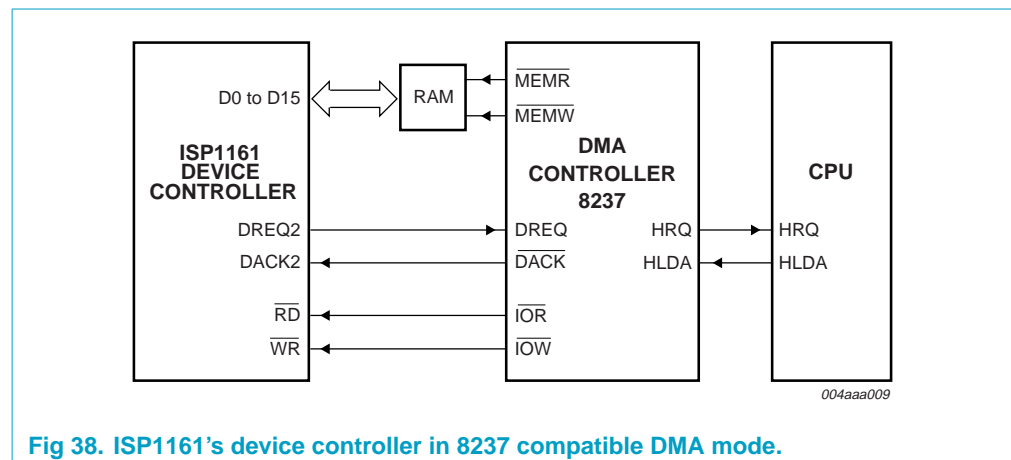 D0 to D15
RAM
MEMR
MEMW
ISP1161
DEVICE
CONTROLLER
DMA
CONTROLLER
8237
CPU
DREQ2
DREQ
HRQ
HRQ
DACK2
DACK
HLDA
HLDA
RD
IOR
WR
IOW
004aaa009
Fig 38. ISP1161's device controller in 8237 compatible DMA mode.